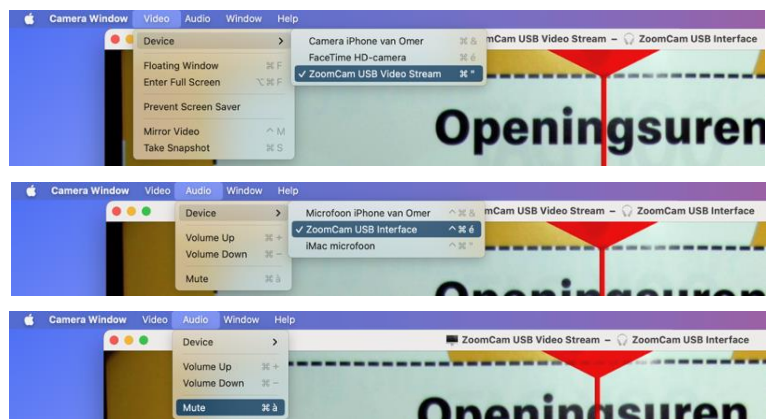 Camera Window Video Audio Window Help
mCam USB Video Stream – ZoomCam USB Interface
Device >
Camera iPhone van Omer ⌘ &
FaceTime HD-camera ⌘ é
✓ ZoomCam USB Video Stream ⌘ "
Floating Window ⌘ F
Enter Full Screen ⌥ ⌘ F
Prevent Screen Saver
Mirror Video ^ M
Take Snapshot ⌘ S
Openingsuren
Camera Window Video Audio Window Help
mCam USB Video Stream – ZoomCam USB Interface
Device >
Microfoon iPhone van Omer ^ ⌘ &
✓ ZoomCam USB Interface ^ ⌘ é
iMac microfoon ^ ⌘ "
Volume Up ⌘ +
Volume Down ⌘ –
Mute ⌘ à
Openingsuren
Camera Window Video Audio Window Help
ZoomCam USB Video Stream – ZoomCam USB Interface
Device >
Volume Up ⌘ +
Volume Down ⌘ –
Mute ⌘ à
Openingsuren